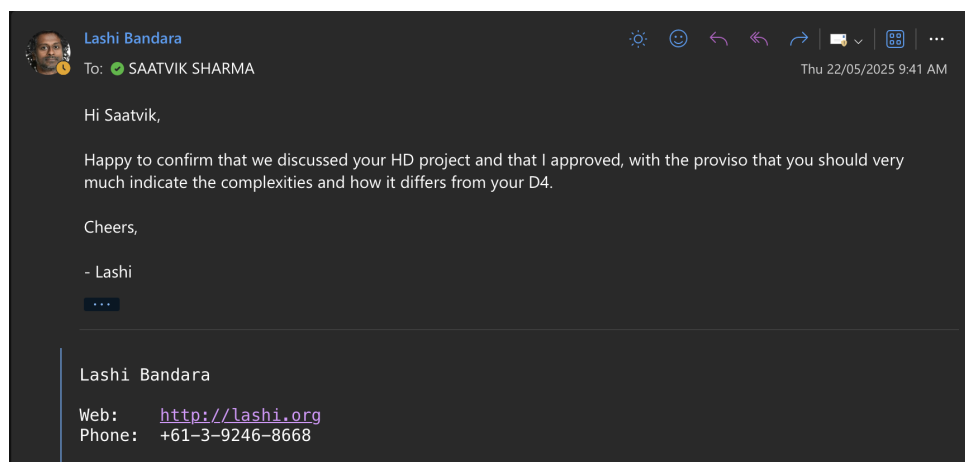 Lashi Bandara
To: SAATVIK SHARMA
Thu 22/05/2025 9:41 AM
Hi Saatvik,
Happy to confirm that we discussed your HD project and that I approved, with the proviso that you should very
much indicate the complexities and how it differs from your D4.
Cheers,
- Lashi
Lashi Bandara
Web: http://lashi.org
Phone: +61-3-9246-8668